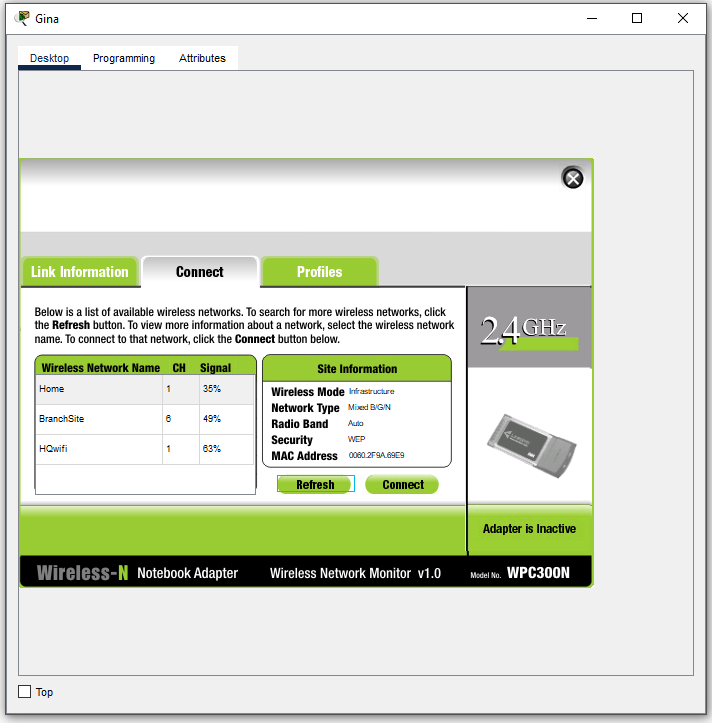 Gina
Desktop Programming Attributes
Link Information Connect Profiles
Below is a list of available wireless networks. To search for more wireless networks, click
the Refresh button. To view more information about a network, select the wireless network
name. To connect to that network, click the Connect button below.
2.4GHz
Wireless Network Name CH Signal
Home 1 35%
BranchSite 6 49%
HQwifi 1 63%
Site Information
Wireless Mode Infrastructure
Network Type Mixed B/G/N
Radio Band Auto
Security WEP
MAC Address 0060.2F9A.69E9
Refresh Connect
Adapter is Inactive
Wireless-N Notebook Adapter Wireless Network Monitor v1.0 Model No. WPC300N
Top